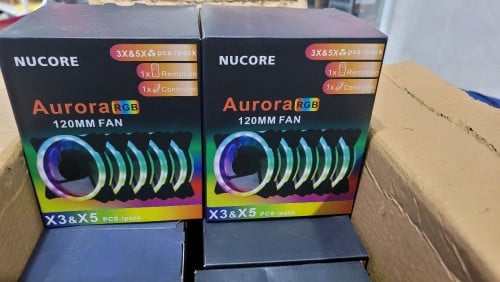 NUCORE
3X&5X pcs./pack
1x Remotion
1x Controller
Aurora RGB
120MM FAN
X3&X5 PCS./pack
NUCORE
3X&5X pcs./pack
1x Remotion
1x Controller
Aurora RGB
120MM FAN
X3&X5 PCS./pack